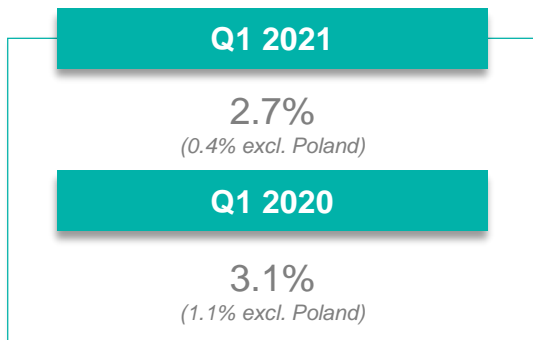 Q1 2021
2.7%
(0.4% excl. Poland)
Q1 2020
3.1%
(1.1% excl. Poland)